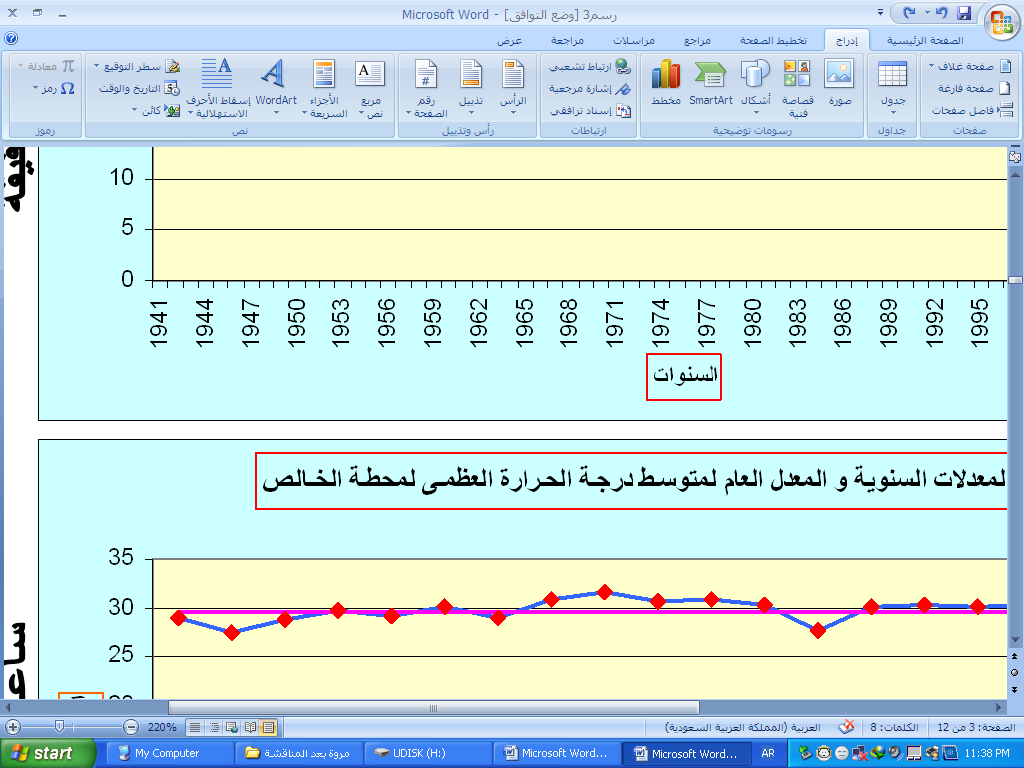 رسم3 [وضع التوافق] - Microsoft Word
الصفحة الرئيسية إدراج تخطيط الصفحة مراجع مراسلات مراجعة عرض
صفحة غلاف
صفحة فارغة
فاصل صفحات
صفحات
جدول
جداول
صورة
قصاصة فنية
أشكال
SmartArt
مخطط
رسومات توضيحية
ارتباط تشعبي
إشارة مرجعية
إسناد ترافقي
ارتباطات
الرأس
تذييل
رقم الصفحة
رأس وتذييل
مربع نص
الأجزاء السريعة
WordArt
إسقاط الأحرف الاستهلالية
سطر التوقيع
التاريخ والوقت
كائن
نص
معادلة
رمز
رموز
10
5
0
1941 1944 1947 1950 1953 1956 1959 1962 1965 1968 1971 1974 1977 1980 1983 1986 1989 1992 1995
السنوات
لمعدلات السنوية و المعدل العام لمتوسط درجة الحرارة العظمى لمحطة الخالص
35
30
25
الصفحة: 3 من 12 الكلمات: 8 العربية (المملكة العربية السعودية) 220%
start My Computer مروة بعد المناقشة UDISK (H:) Microsoft Word... Microsoft Word... AR 11:38 PM